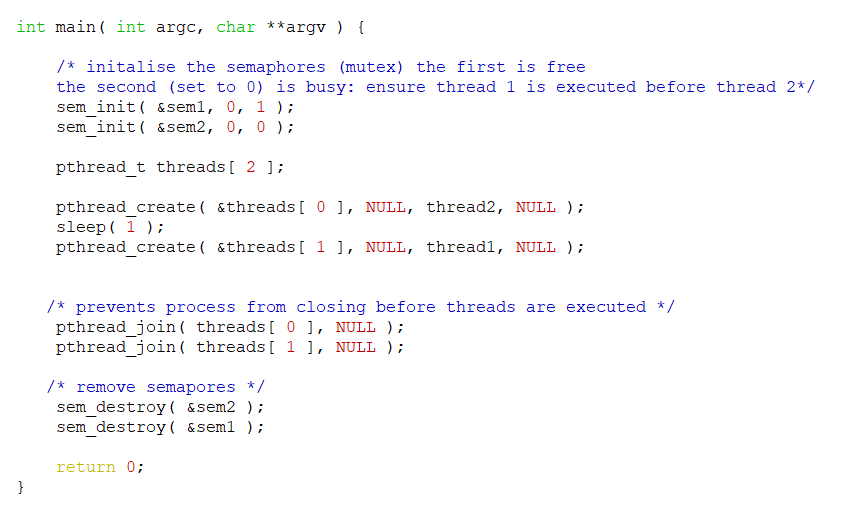 int main( int argc, char **argv ) {
/* initalise the semaphores (mutex) the first is free
the second (set to 0) is busy: ensure thread 1 is executed before thread 2*/
sem_init( &sem1, 0, 1 );
sem_init( &sem2, 0, 0 );
pthread_t threads[ 2 ];
pthread_create( &threads[ 0 ], NULL, thread2, NULL );
sleep( 1 );
pthread_create( &threads[ 1 ], NULL, thread1, NULL );
/* prevents process from closing before threads are executed */
pthread_join( threads[ 0 ], NULL );
pthread_join( threads[ 1 ], NULL );
/* remove semapores */
sem_destroy( &sem2 );
sem_destroy( &sem1 );
return 0;
}